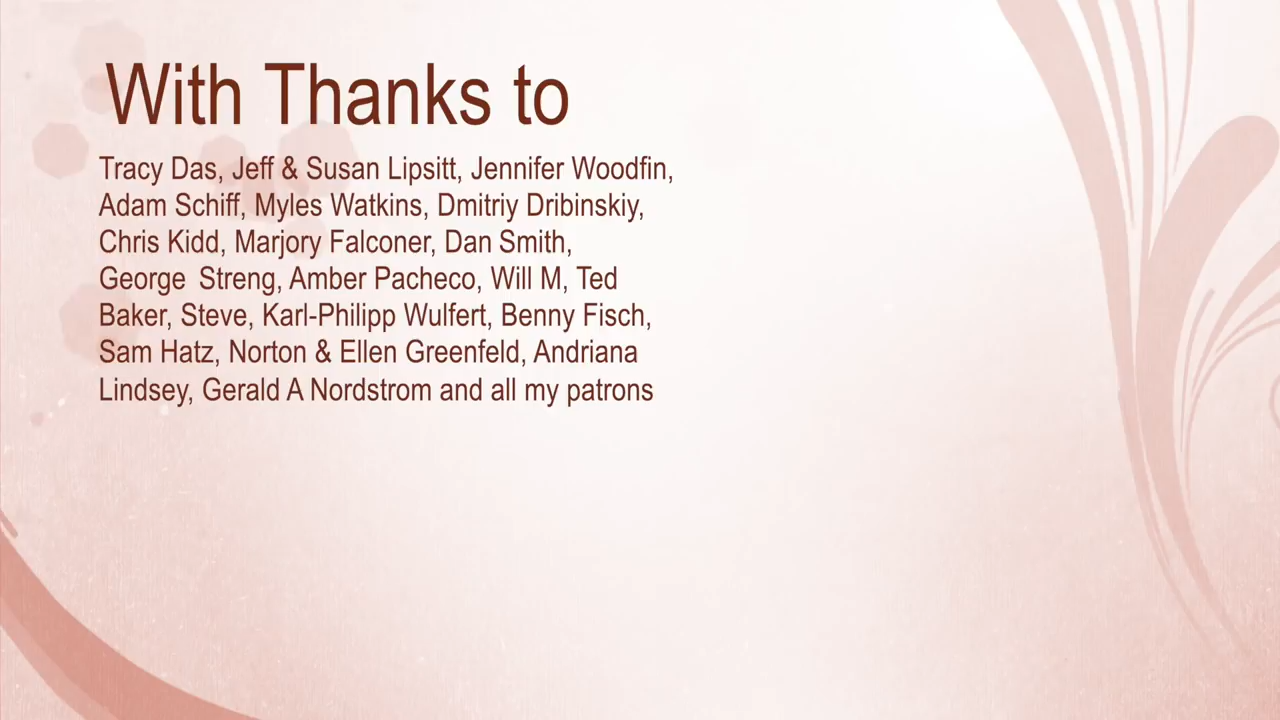 With Thanks to
Tracy Das, Jeff & Susan Lipsitt, Jennifer Woodfin,
Adam Schiff, Myles Watkins, Dmitriy Dribinskiy,
Chris Kidd, Marjory Falconer, Dan Smith,
George Streng, Amber Pacheco, Will M, Ted
Baker, Steve, Karl-Philipp Wulfert, Benny Fisch,
Sam Hatz, Norton & Ellen Greenfeld, Andriana
Lindsey, Gerald A Nordstrom and all my patrons